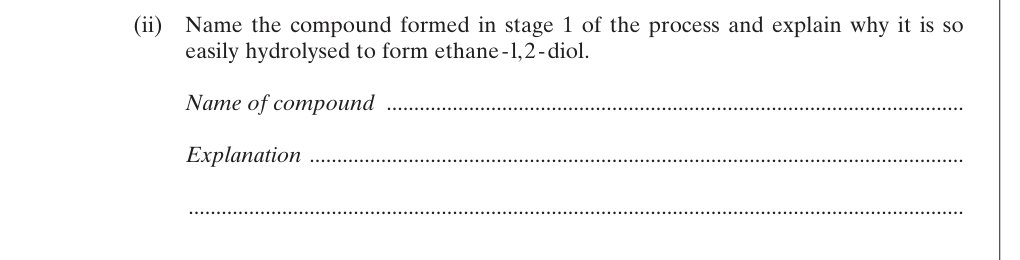 (ii) Name the compound formed in stage 1 of the process and explain why it is so
easily hydrolysed to form ethane-l,2-diol.
Name of compound ................................................................................
Explanation ................................................................................
................................................................................